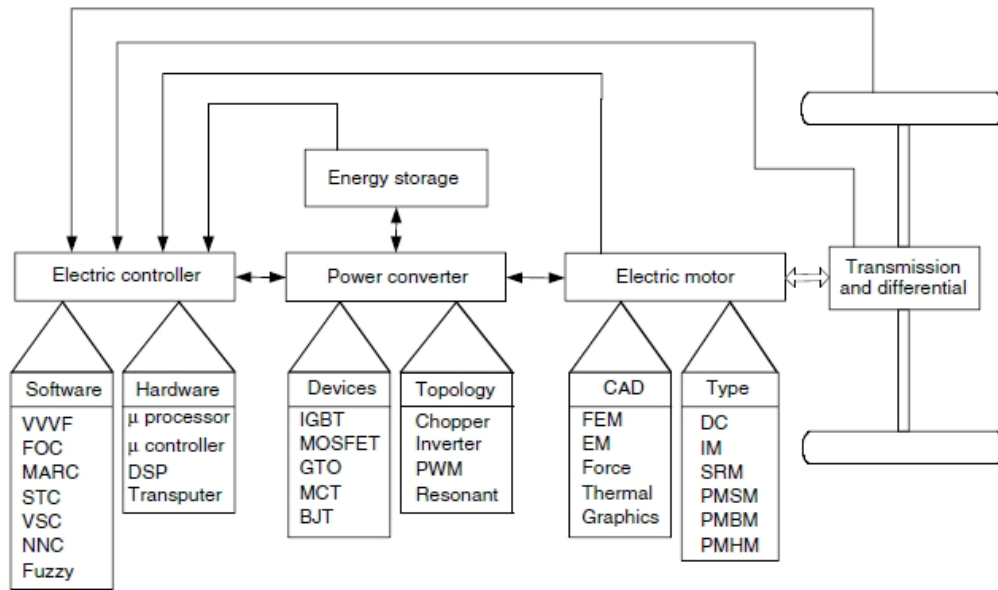 Energy storage
Electric controller
Power converter
Electric motor
Transmission
and differential
Software
VVVF
FOC
MARC
STC
VSC
NNC
Fuzzy
Hardware
μ processor
μ controller
DSP
Transputer
Devices
IGBT
MOSFET
GTO
MCT
BJT
Topology
Chopper
Inverter
PWM
Resonant
CAD
FEM
EM
Force
Thermal
Graphics
Type
DC
IM
SRM
PMSM
PMBM
PMHM